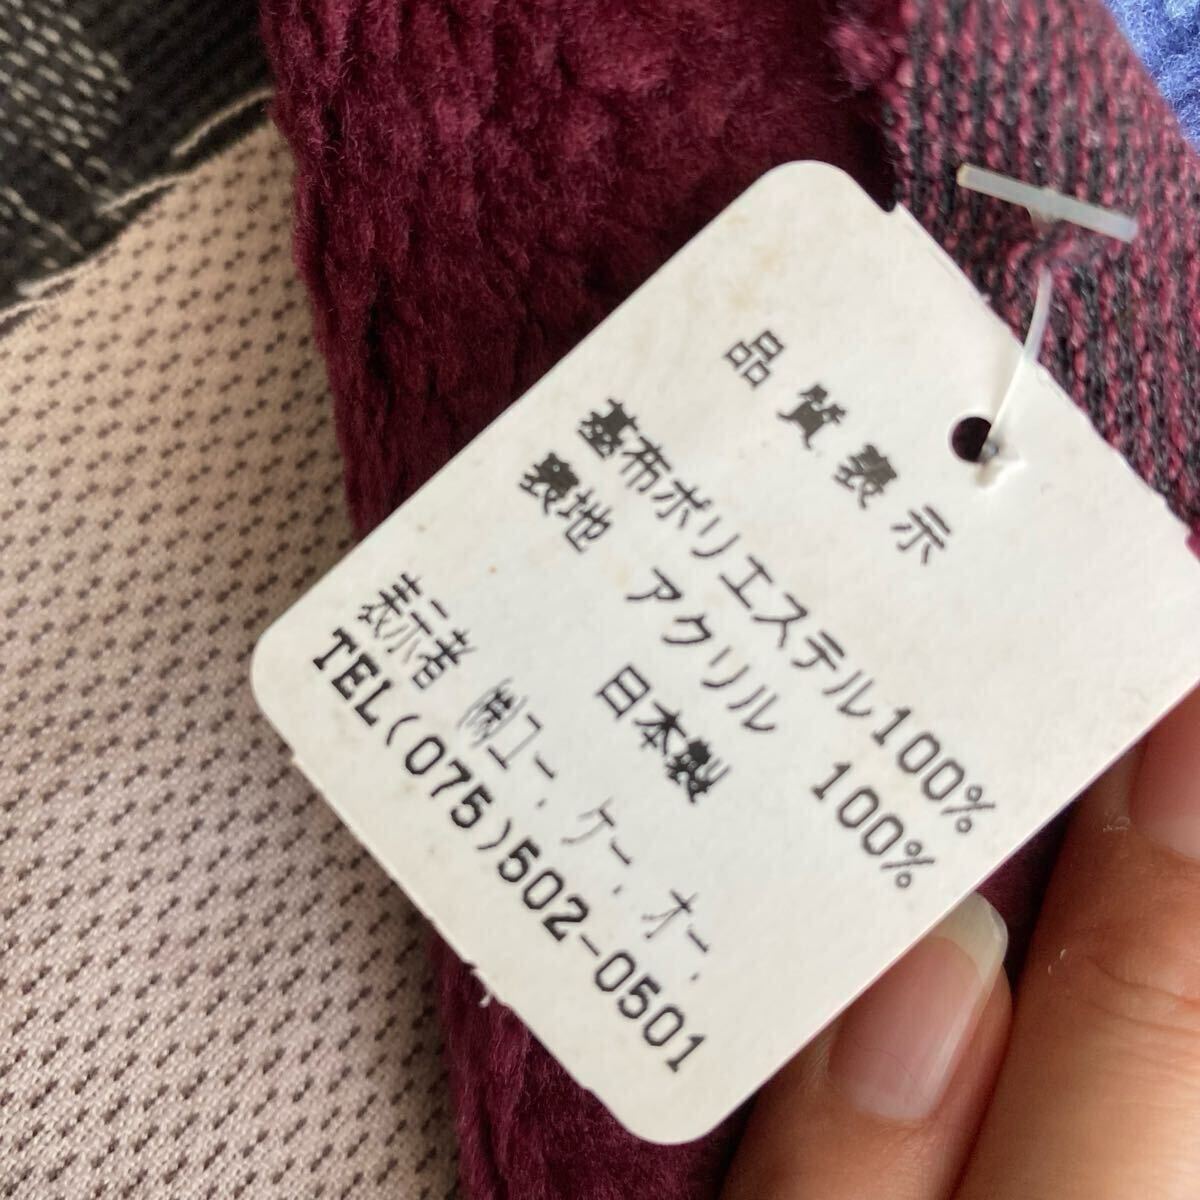 品質表示
基布ポリエステル100%
表地 アクリル 100%
日本製
表示者 ㈱コー.ケー.オー.
TEL(075)502-0501